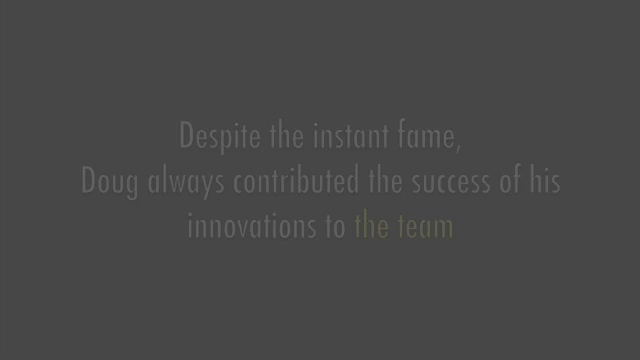 Despite the instant fame,
Doug always contributed the success of his
innovations to the team